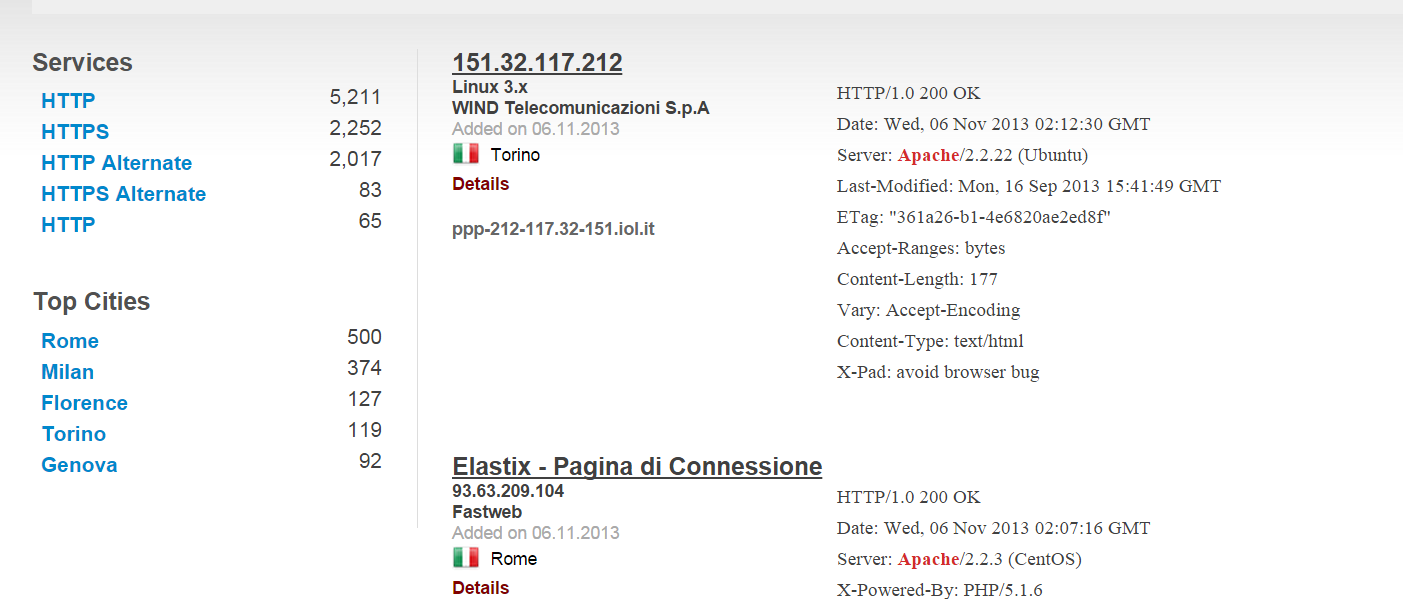 Services
HTTP 5,211
HTTPS 2,252
HTTP Alternate 2,017
HTTPS Alternate 83
HTTP 65
Top Cities
Rome 500
Milan 374
Florence 127
Torino 119
Genova 92
151.32.117.212
Linux 3.x
WIND Telecomunicazioni S.p.A
Added on 06.11.2013
Torino
Details
ppp-212-117.32-151.iol.it
HTTP/1.0 200 OK
Date: Wed, 06 Nov 2013 02:12:30 GMT
Server: Apache/2.2.22 (Ubuntu)
Last-Modified: Mon, 16 Sep 2013 15:41:49 GMT
ETag: "361a26-b1-4e6820ae2ed8f"
Accept-Ranges: bytes
Content-Length: 177
Vary: Accept-Encoding
Content-Type: text/html
X-Pad: avoid browser bug
Elastix - Pagina di Connessione
93.63.209.104
Fastweb
Added on 06.11.2013
Rome
Details
HTTP/1.0 200 OK
Date: Wed, 06 Nov 2013 02:07:16 GMT
Server: Apache/2.2.3 (CentOS)
X-Powered-By: PHP/5.1.6